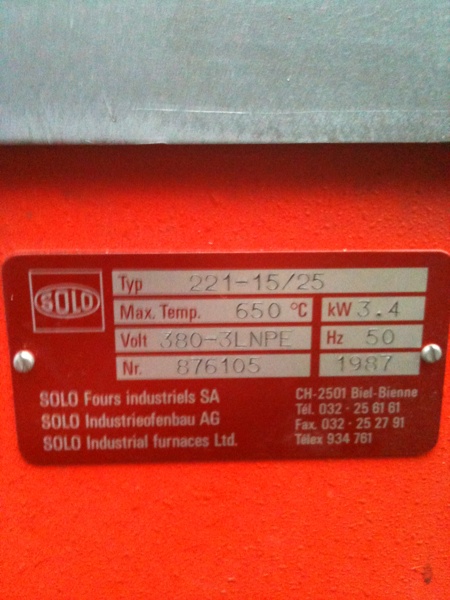 SOLO
Typ 221-15/25
Max. Temp. 650 °C kW 3.4
Volt 380-3LNPE Hz 50
Nr. 876105 1987
SOLO Fours industriels SA
SOLO Industrieofenbau AG
SOLO Industrial furnaces Ltd.
CH-2501 Biel-Bienne
Tél. 032 - 25 61 61
Fax. 032 - 25 27 91
Télex 934 761